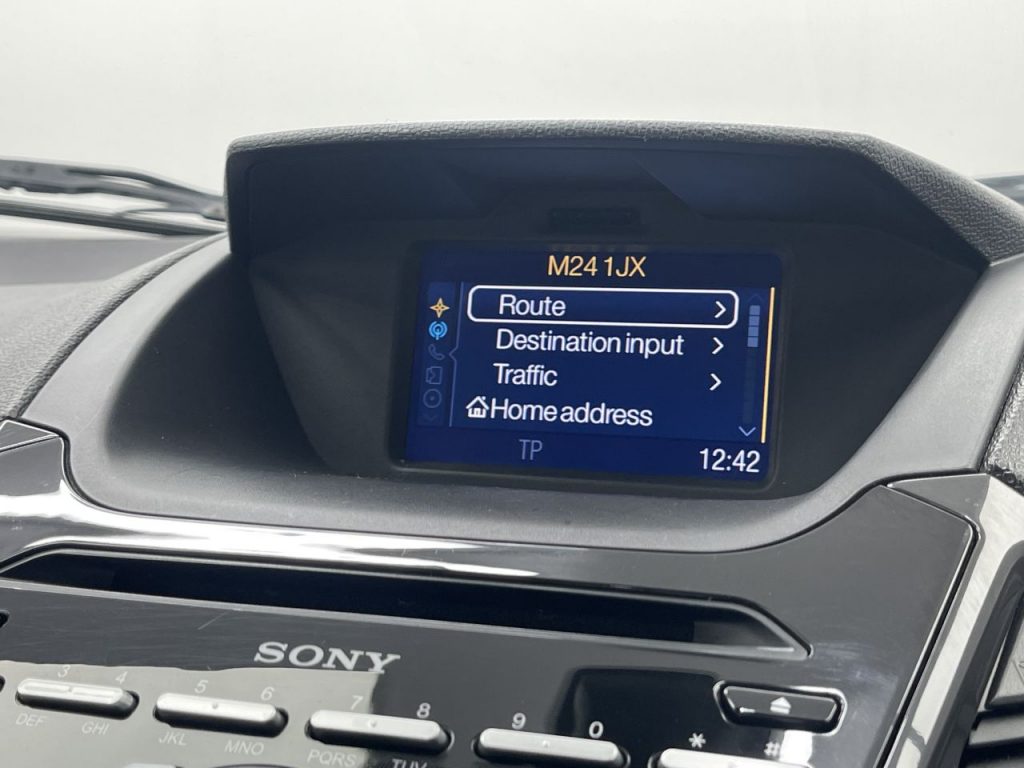 M24 1JX
Route
Destination input
Traffic
Home address
TP
12:42
SONY
3 4 5 6 7 8 9 0 * #
DEF GHI JKL MNO PQRS TUV